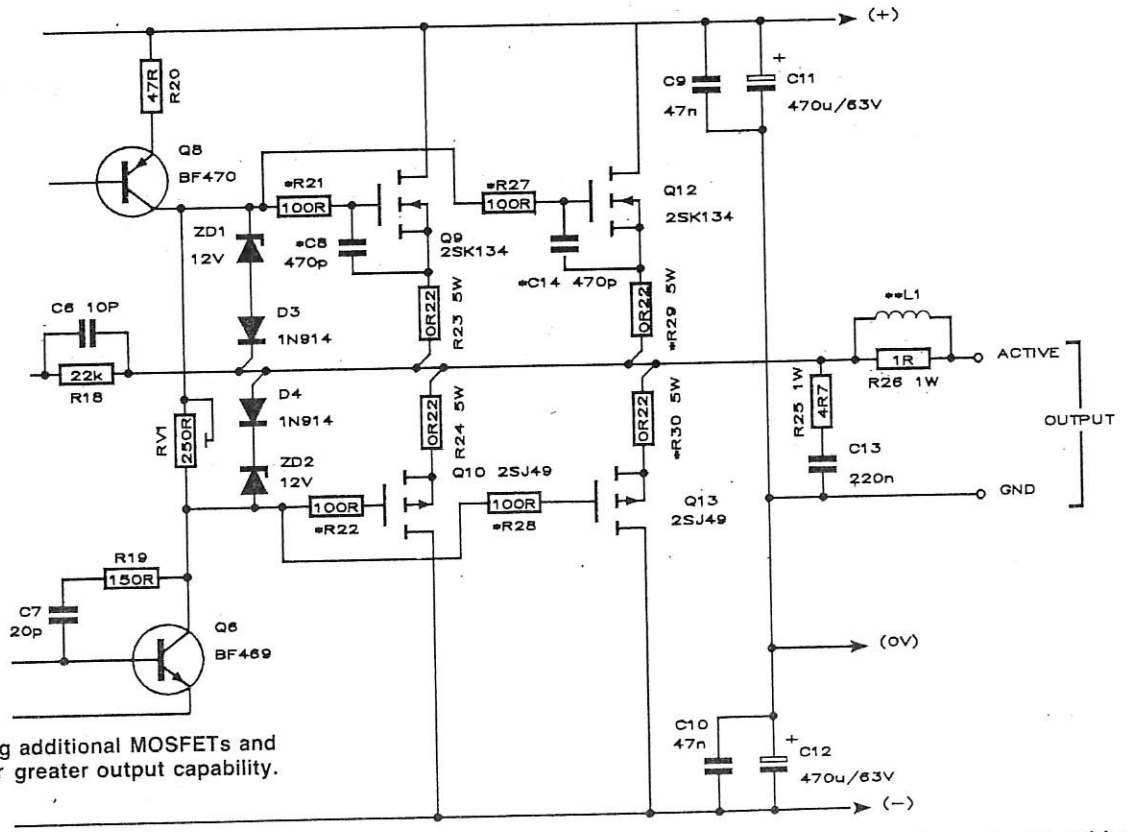 (+)
47R
R20
C9
47n
+
C11
470u/63V
Q8
BF470
*R21
100R
*R27
100R
Q12
2SK134
ZD1
12V
*C8
470p
Q9
2SK134
*C14 470p
C6 10P
D3
1N914
0R22
R23 5W
0R22
*R29 5W
**L1
22k
R18
1R
R26 1W
ACTIVE
OUTPUT
RV1
250R
D4
1N914
0R22
R24 5W
0R22
*R30 5W
R25 1W
4R7
C13
220n
ZD2
12V
Q10 2SJ49
100R
*R22
100R
*R28
Q13
2SJ49
GND
R19
150R
C7
20p
Q6
BF469
(0V)
g additional MOSFETs and
r greater output capability.
C10
47n
+
C12
470u/63V
(-)